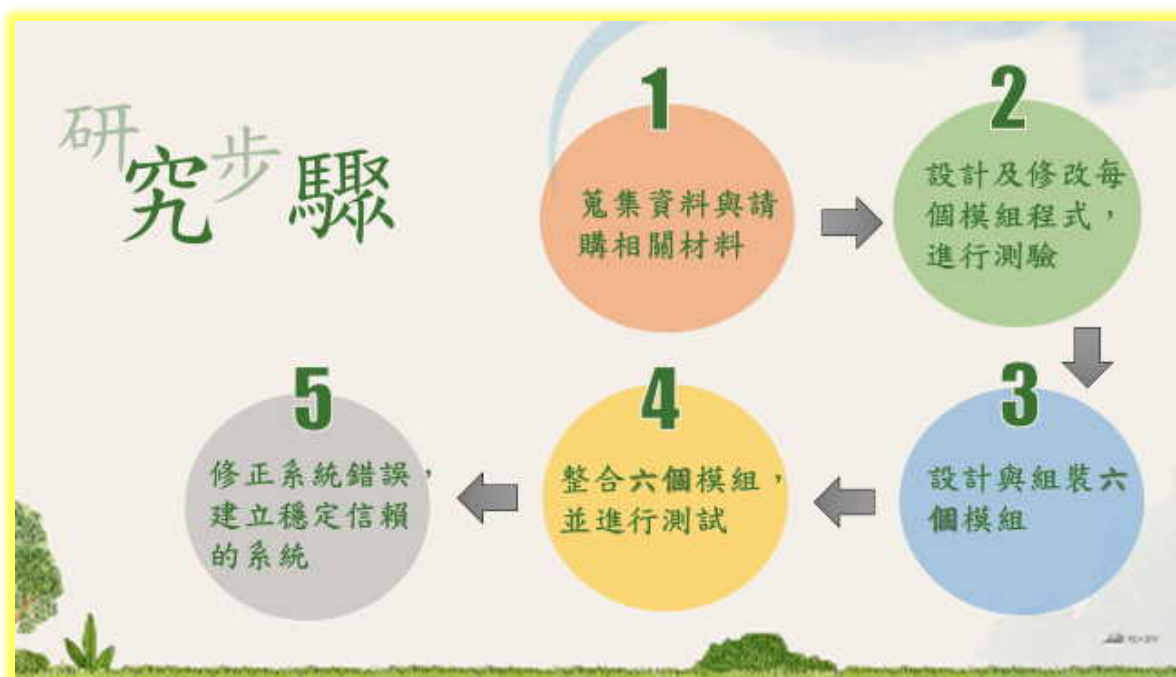 研究步驟
1
蒐集資料與請
購相關材料
2
設計及修改每
個模組程式，
進行測驗
3
設計與組裝六
個模組
4
整合六個模組，
並進行測試
5
修正系統錯誤，
建立穩定信賴
的系統